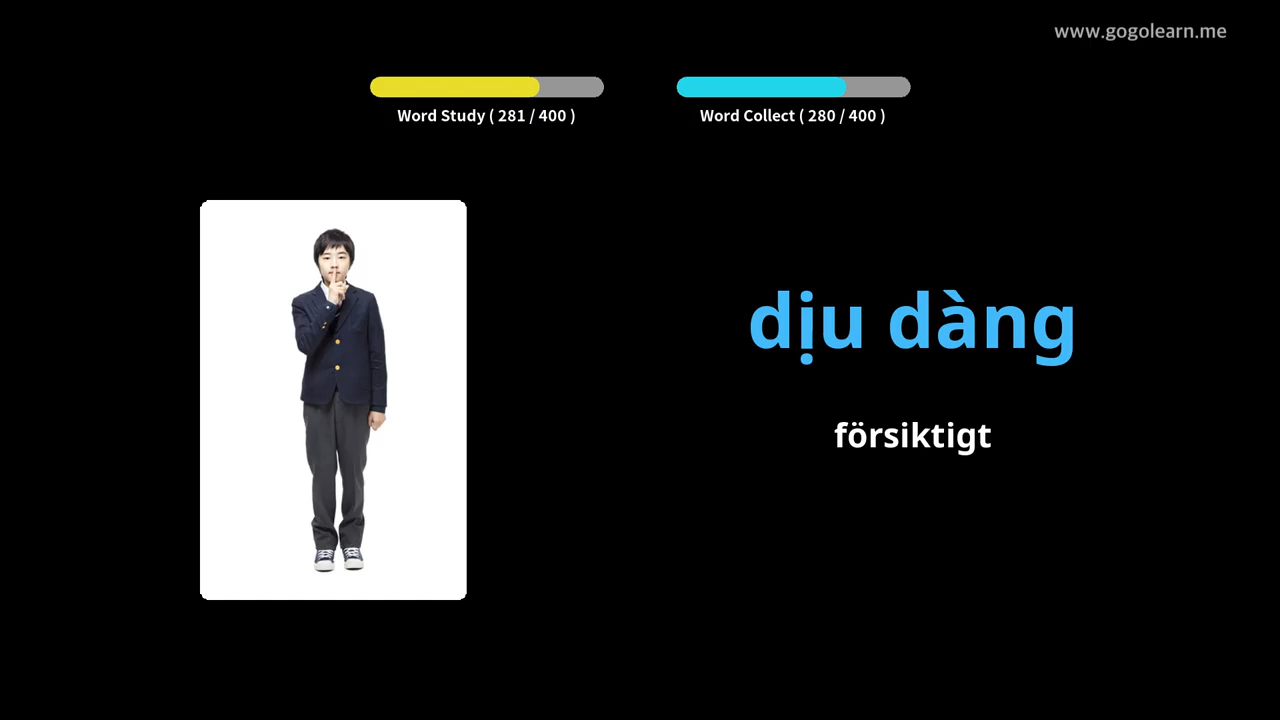 www.gogolearn.me
Word Study ( 281 / 400 )
Word Collect ( 280 / 400 )
dịu dàng
försiktigt